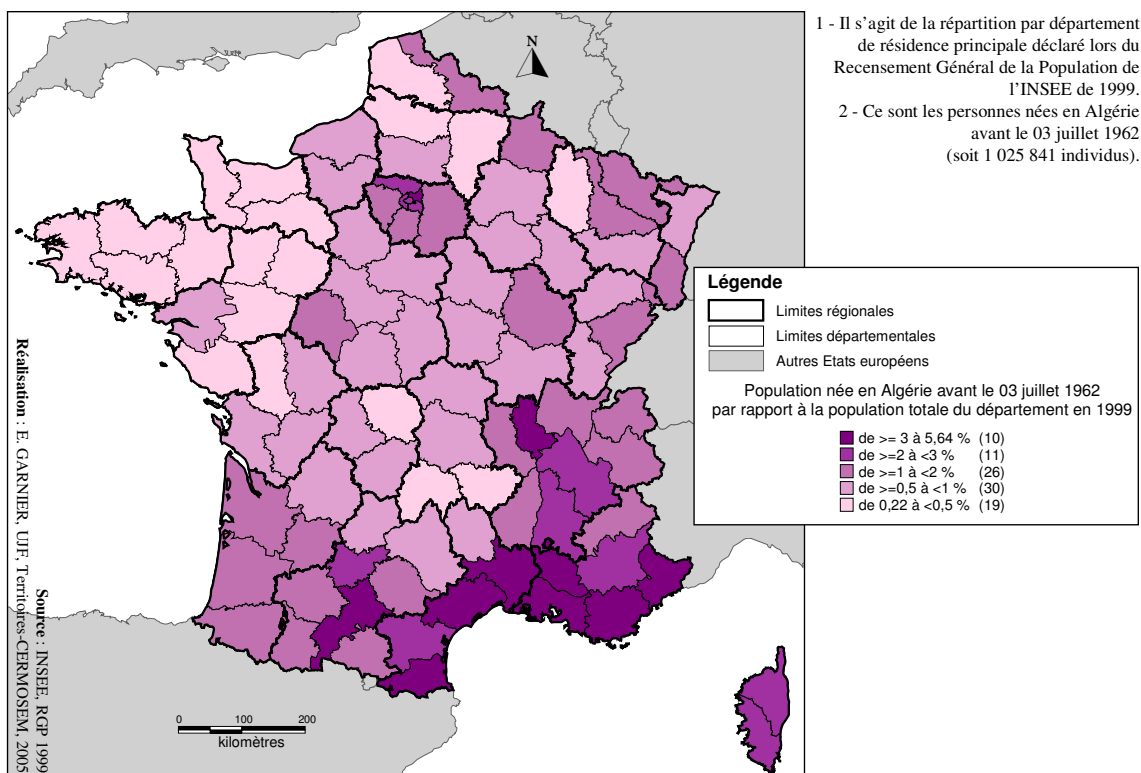 1 - Il s’agit de la répartition par département
de résidence principale déclaré lors du
Recensement Général de la Population de
l’INSEE de 1999.
2 - Ce sont les personnes nées en Algérie
avant le 03 juillet 1962
(soit 1 025 841 individus).
N
Légende
Limites régionales
Limites départementales
Autres Etats européens
Population née en Algérie avant le 03 juillet 1962
par rapport à la population totale du département en 1999
de >= 3 à 5,64 % (10)
de >=2 à <3 % (11)
de >=1 à <2 % (26)
de >=0,5 à <1 % (30)
de 0,22 à <0,5 % (19)
Réalisation : E. GARNIER, UJF, Territoires-CERMOSEM, 2005
Source : INSEE, RGP 1999
0 100 200
kilomètres